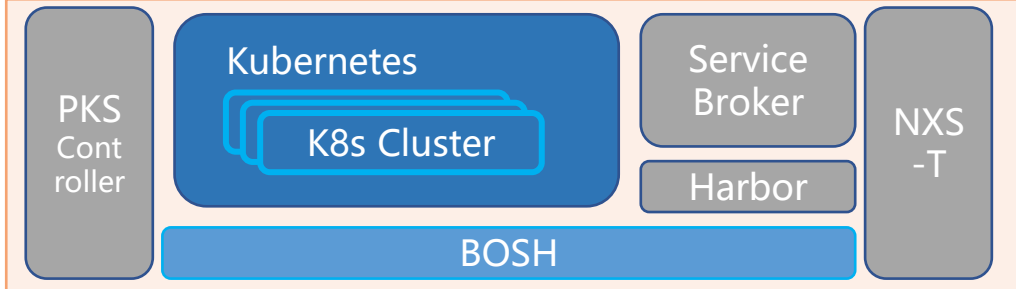 PKS
Cont
roller
Kubernetes
K8s Cluster
Service
Broker
Harbor
NXS
-T
BOSH